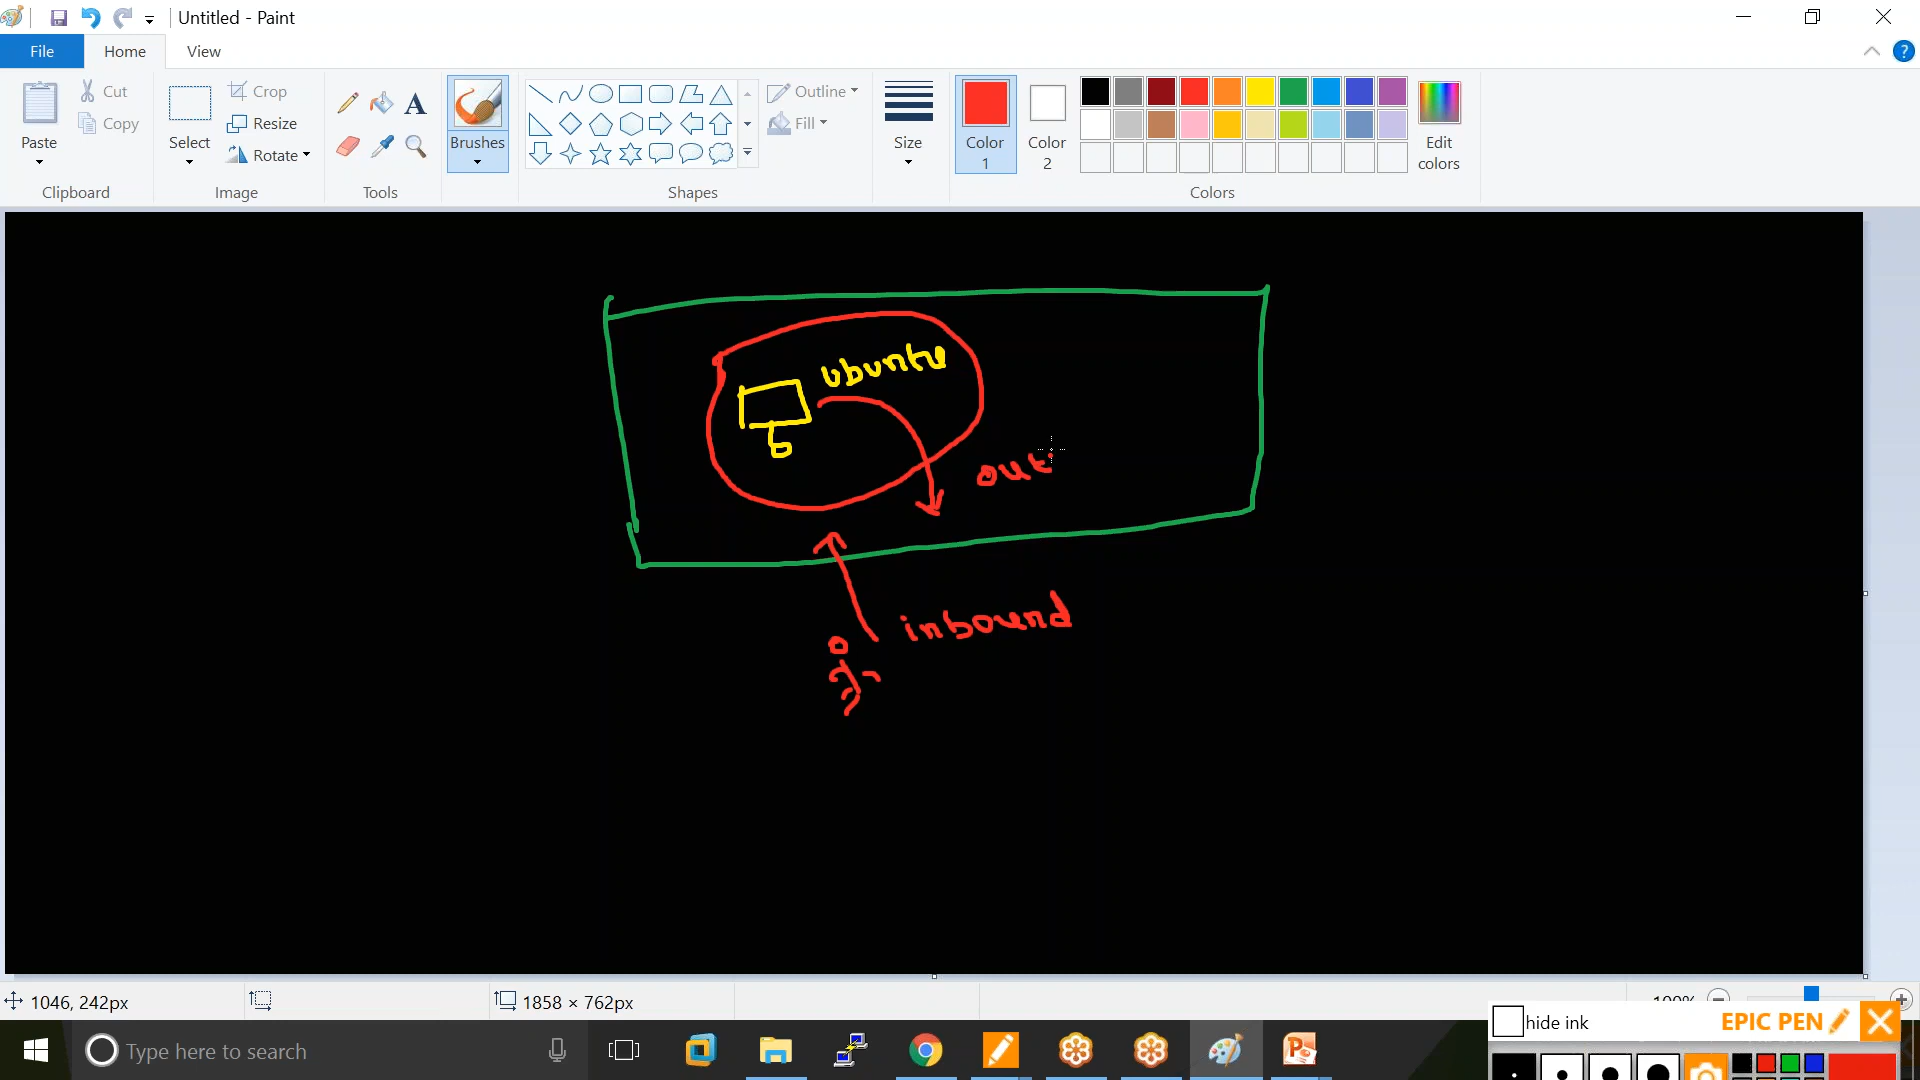 Untitled - Paint
File Home View
Paste
Cut
Copy
Clipboard
Select
Crop
Resize
Rotate
Image
A
Tools
Brushes
Shapes
Outline
Fill
Size
Color 1
Color 2
Edit colors
Colors
ubuntu
out
inbound
1046, 242px
1858 × 762px
100%
hide ink
EPIC PEN
Type here to search